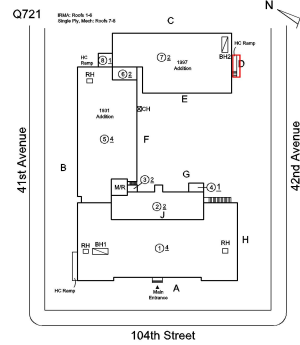 Q721
IRMA: Roofs 1-6
Single Ply, Mech: Roofs 7-8
C
N
HC
Ramp
8 1
7 2
1997
Addition
HC Ramp
BH2
D
6 2
RH
E
CH
1931
Addition
5 4
F
41st Avenue
42nd Avenue
B
G
M/R
3 2
4 1
2 2
J
H
RH
BH1
1 4
RH
HC Ramp
Main
Entrance
A
104th Street